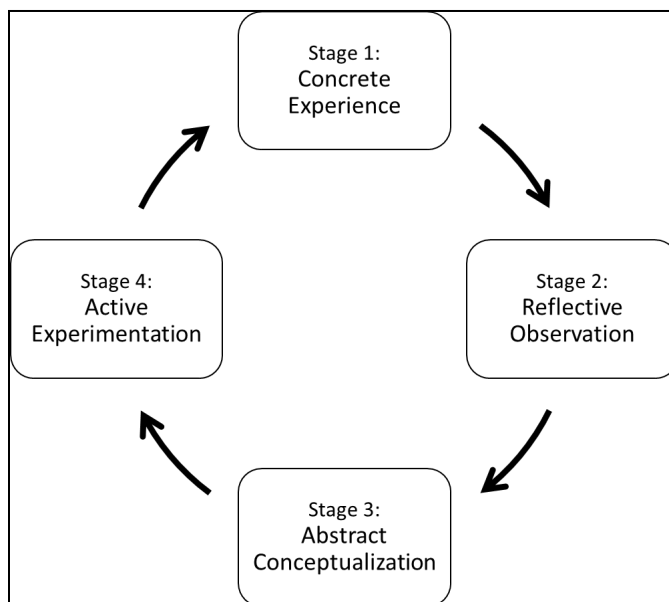 Stage 1:
Concrete
Experience
Stage 2:
Reflective
Observation
Stage 3:
Abstract
Conceptualization
Stage 4:
Active
Experimentation